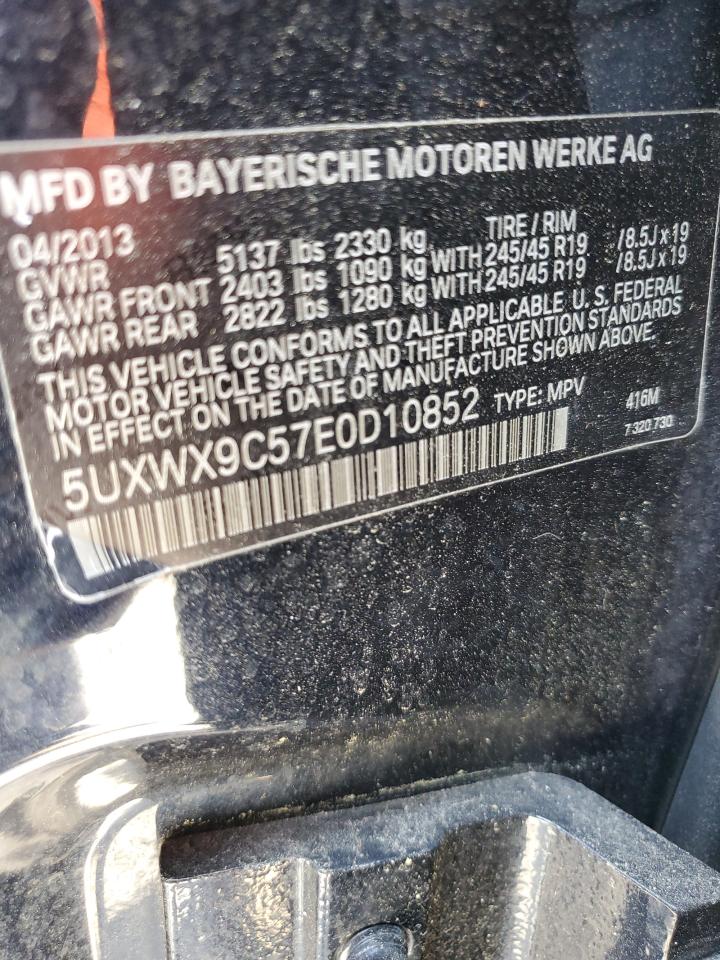 MFD BY BAYERISCHE MOTOREN WERKE AG
04/2013 TIRE / RIM
GVWR 5137 lbs 2330 kg
GAWR FRONT 2403 lbs 1090 kg WITH 245/45 R19 /8.5J x 19
GAWR REAR 2822 lbs 1280 kg WITH 245/45 R19 /8.5J x 19
THIS VEHICLE CONFORMS TO ALL APPLICABLE U. S. FEDERAL
MOTOR VEHICLE SAFETY AND THEFT PREVENTION STANDARDS
IN EFFECT ON THE DATE OF MANUFACTURE SHOWN ABOVE.
5UXWX9C57E0D10852 TYPE: MPV 416M
7 320 730